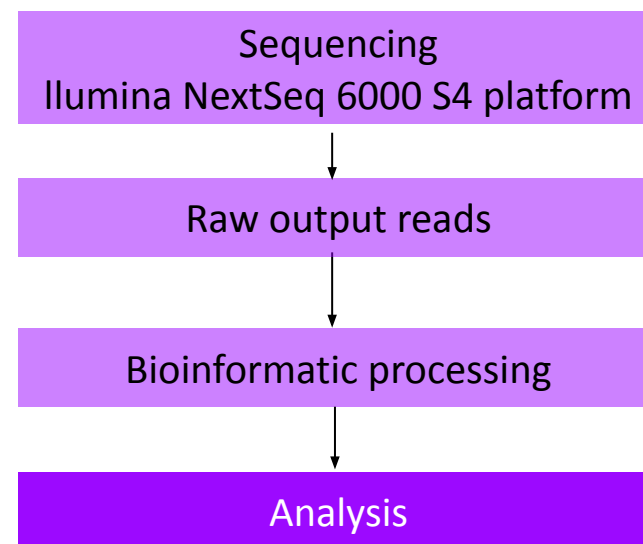 Sequencing
llumina NextSeq 6000 S4 platform
Raw output reads
Bioinformatic processing
Analysis